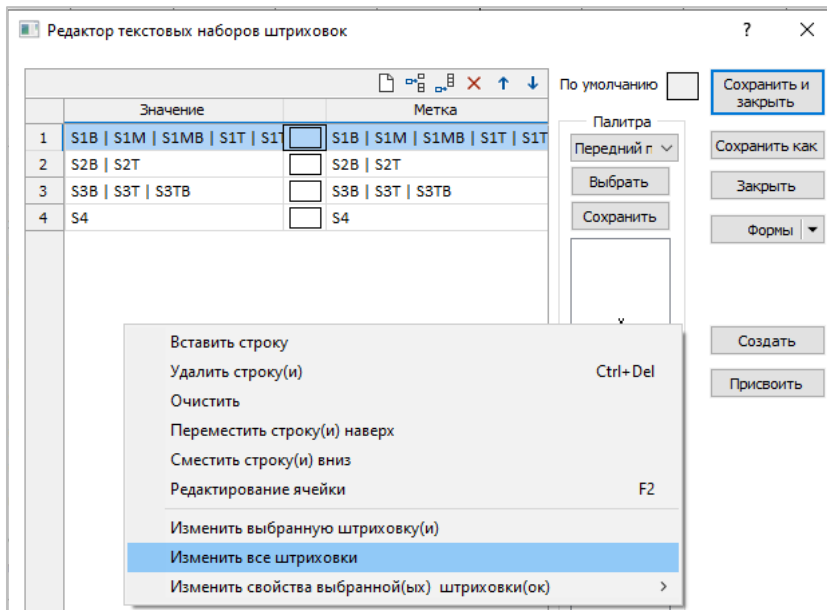 Редактор текстовых наборов штриховок
?
По умолчанию
Сохранить и
закрыть
Значение
Метка
Палитра
1 S1B | S1M | S1MB | S1T | S1T S1B | S1M | S1MB | S1T | S1T
Передний г
Сохранить как
2 S2B | S2T S2B | S2T
Выбрать
Закрыть
3 S3B | S3T | S3TB S3B | S3T | S3TB
Сохранить
4 S4 S4
Формы
Вставить строку
Создать
Удалить строку(и) Ctrl+Del
Присвоить
Очистить
Переместить строку(и) наверх
Сместить строку(и) вниз
Редактирование ячейки F2
Изменить выбранную штриховку(и)
Изменить все штриховки
Изменить свойства выбранной(ых) штриховки(ок)